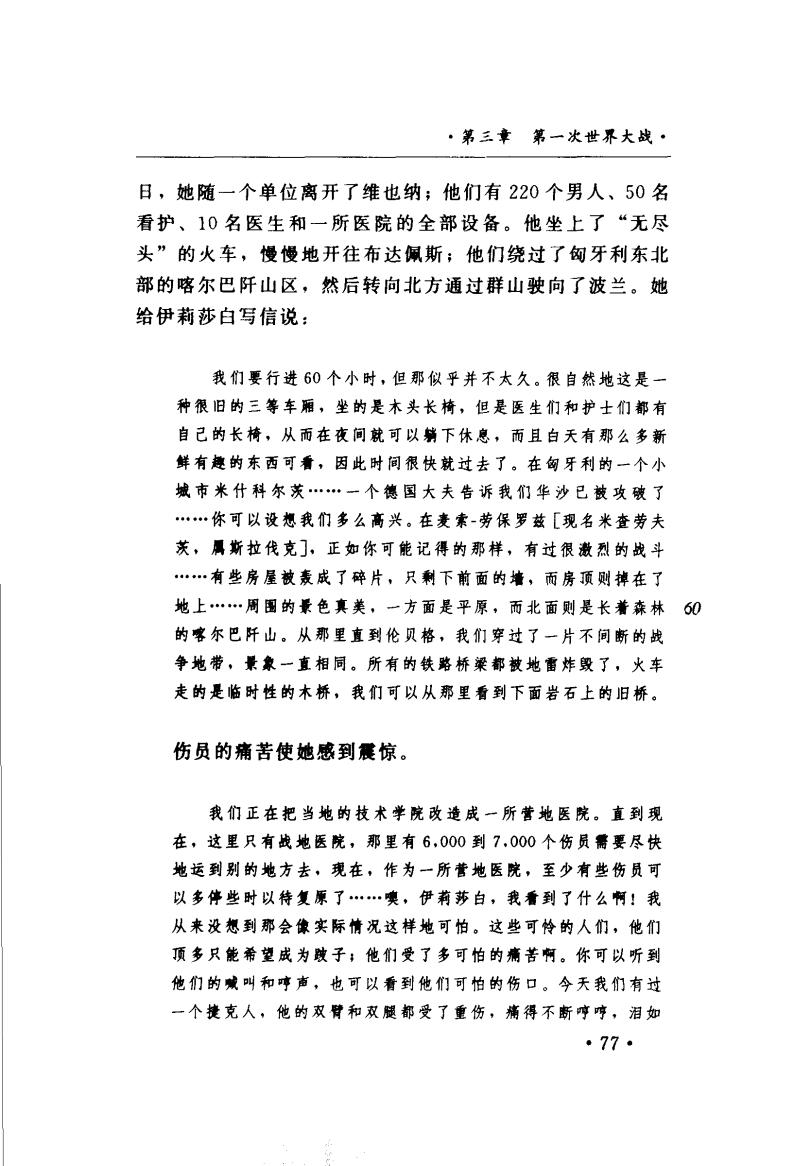 ·第三章　第一次世界大战·
日，她随一个单位离开了维也纳；他们有 220 个男人、50 名
看护、10 名医生和一所医院的全部设备。他坐上了“无尽
头”的火车，慢慢地开往布达佩斯；他们绕过了匈牙利东北
部的喀尔巴阡山区，然后转向北方通过群山驶向了波兰。她
给伊莉莎白写信说：
我们要行进 60 个小时，但那似乎并不太久。很自然地这是一
种很旧的三等车厢，坐的是木头长椅，但是医生们和护士们都有
自己的长椅，从而在夜间就可以躺下休息，而且白天有那么多新
鲜有趣的东西可看，因此时间很快就过去了。在匈牙利的一个小
城市米什科尔茨……一个德国大夫告诉我们华沙已被攻破了
……你可以设想我们多么高兴。在麦索-劳保罗兹［现名米查劳夫
茨，属斯拉伐克］，正如你可能记得的那样，有过很激烈的战斗
……有些房屋被轰成了碎片，只剩下前面的墙，而房顶则掉在了
地上……周围的景色真美，一方面是平原，而北面则是长着森林
60
的喀尔巴阡山。从那里直到伦贝格，我们穿过了一片不间断的战
争地带，景象一直相同。所有的铁路桥梁都被地雷炸毁了，火车
走的是临时性的木桥，我们可以从那里看到下面岩石上的旧桥。
伤员的痛苦使她感到震惊。
我们正在把当地的技术学院改造成一所营地医院。直到现
在，这里只有战地医院，那里有 6,000 到 7,000 个伤员需要尽快
地运到别的地方去，现在，作为一所营地医院，至少有些伤员可
以多停些时以待复原了……噢，伊莉莎白，我看到了什么啊！我
从来没想到那会像实际情况这样地可怕。这些可怜的人们，他们
顶多只能希望成为跛子；他们受了多可怕的痛苦啊。你可以听到
他们的喊叫和哼声，也可以看到他们可怕的伤口。今天我们有过
一个捷克人，他的双臂和双腿都受了重伤，痛得不断哼哼，泪如
·77·